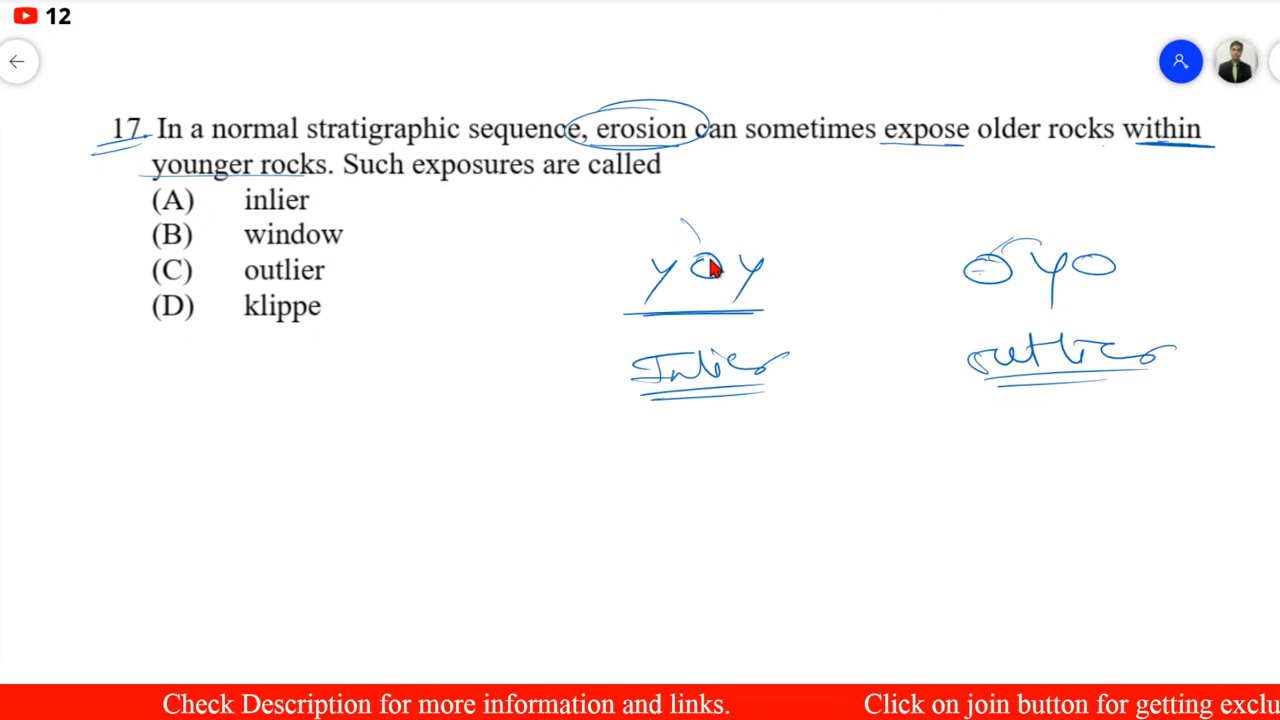 12
17. In a normal stratigraphic sequence, erosion can sometimes expose older rocks within
younger rocks. Such exposures are called
(A) inlier
(B) window
(C) outlier
(D) klippe
y O y
O y O
Inlier
outlier
Check Description for more information and links. Click on join button for getting exclu